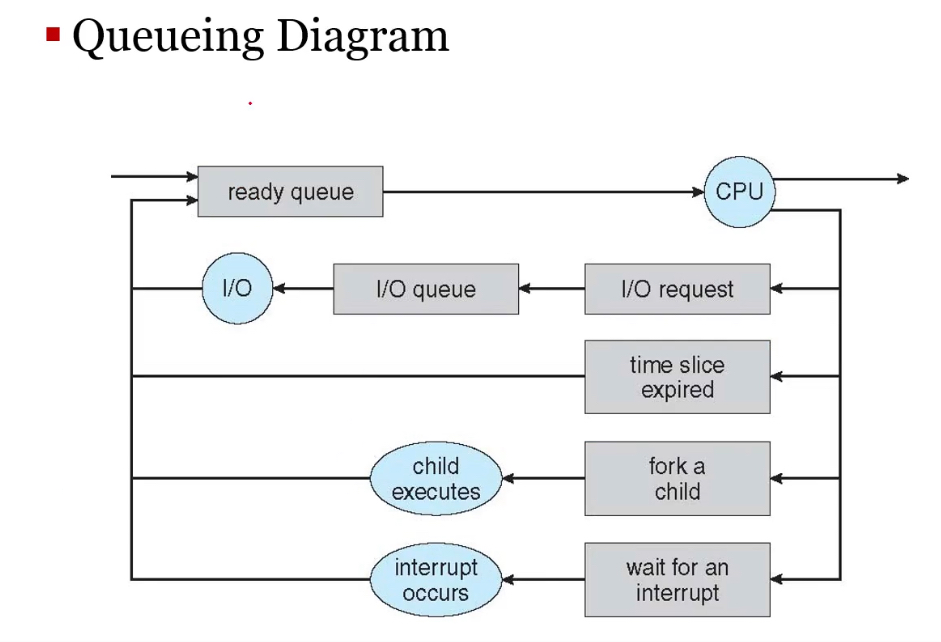 Queueing Diagram
ready queue
CPU
I/O
I/O queue
I/O request
time slice
expired
child
executes
fork a
child
interrupt
occurs
wait for an
interrupt